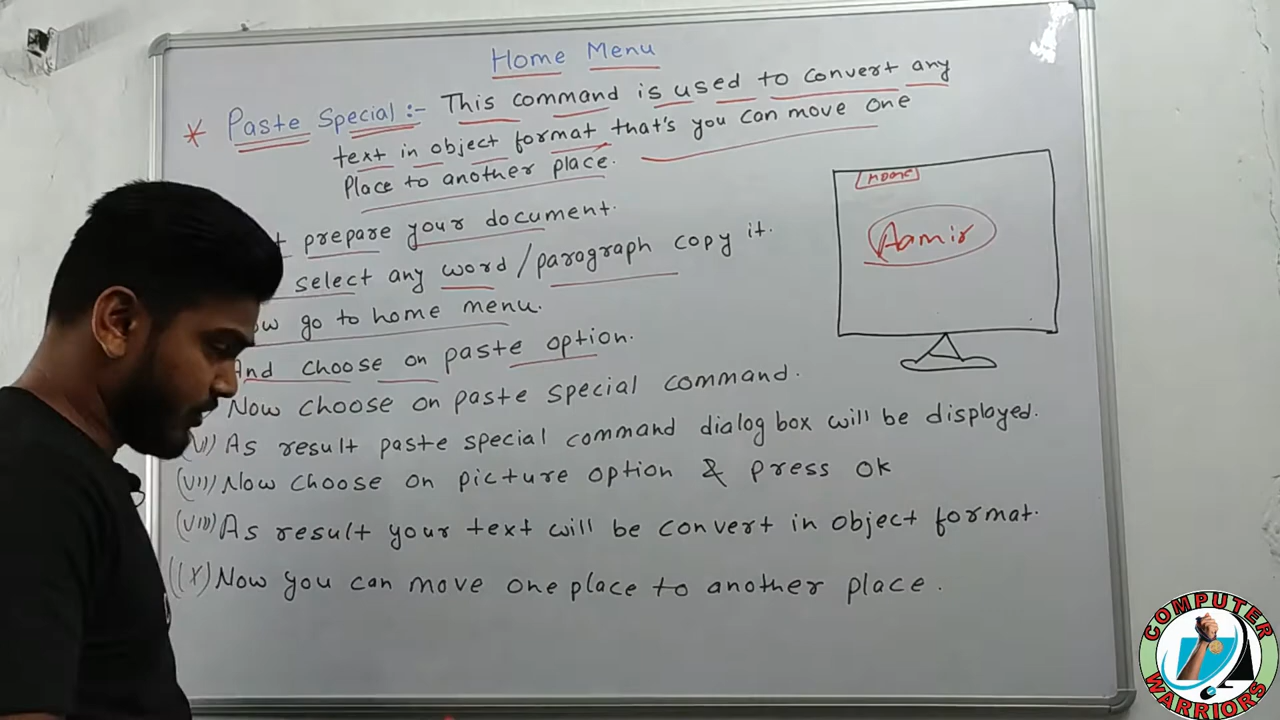 Home Menu
* Paste Special :- This command is used to convert any
text in object format that's you can move one
Place to another place.
prepare your document.
select any word / paragraph copy it.
go to home menu.
And choose on paste option.
Now choose on paste special command.
(VI) As result paste special command dialog box will be displayed.
(VII) Now choose on picture option & press ok
(VIII) As result your text will be convert in object format.
(IX) Now you can move one place to another place.
Home
Aamir
COMPUTER
WARRIORS